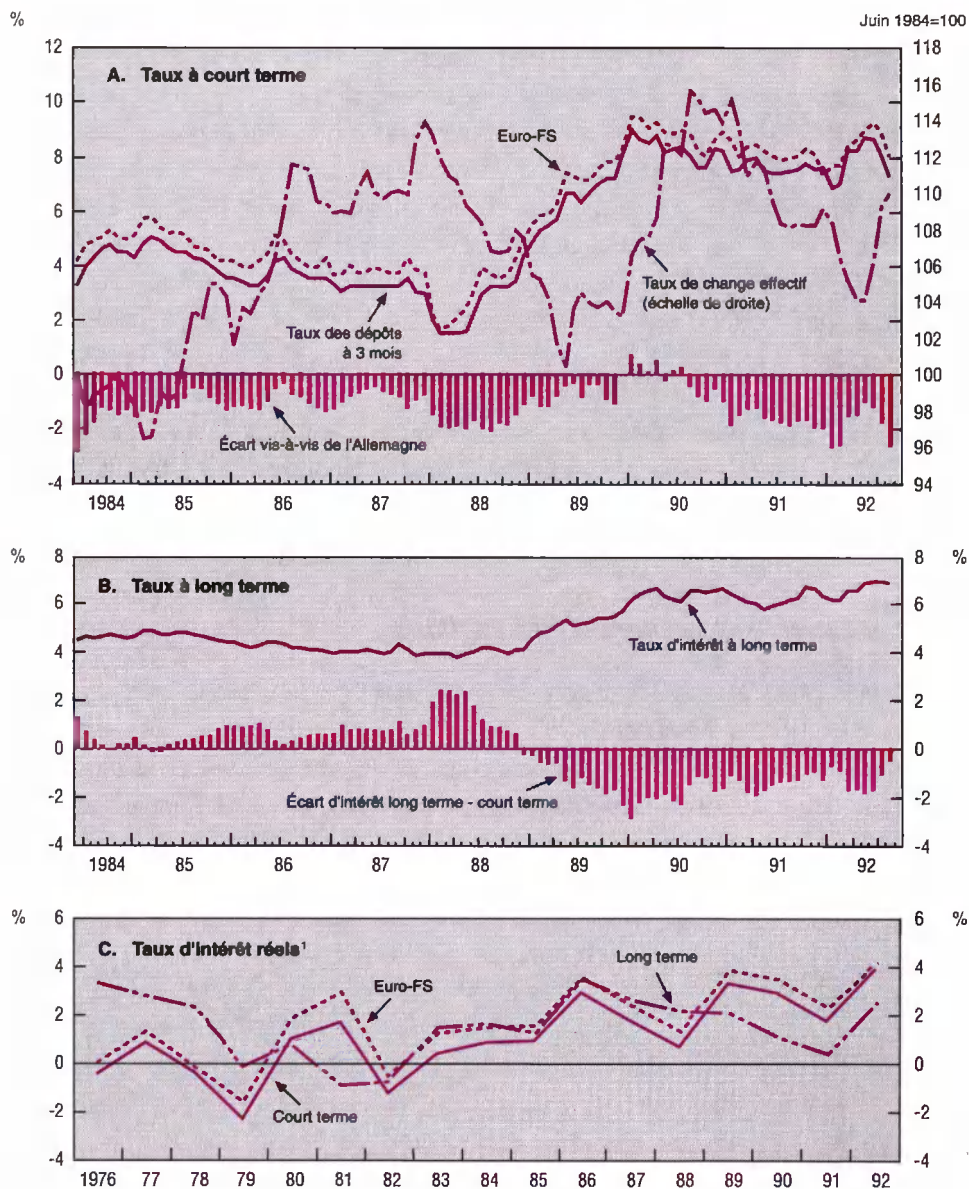 %
Juin 1984=100
12
118
A. Taux à court terme
10
116
Euro-FS
114
8
112
6
110
4
108
106
Taux de change effectif
(échelle de droite)
2
104
Taux des dépôts
à 3 mois
102
0
100
-2
98
Écart vis-à-vis de l'Allemagne
96
-4
94
1984 85 86 87 88 89 90 91 92
%
%
8
8
B. Taux à long terme
6
6
Taux d'intérêt à long terme
4
4
2
2
0
0
Écart d'intérêt long terme - court terme
-2
-2
-4
-4
1984 85 86 87 88 89 90 91 92
%
%
6
6
C. Taux d'intérêt réels¹
Long terme
4
4
Euro-FS
2
2
0
0
Court terme
-2
-2
-4
-4
1976 77 78 79 80 81 82 83 84 85 86 87 88 89 90 91 92